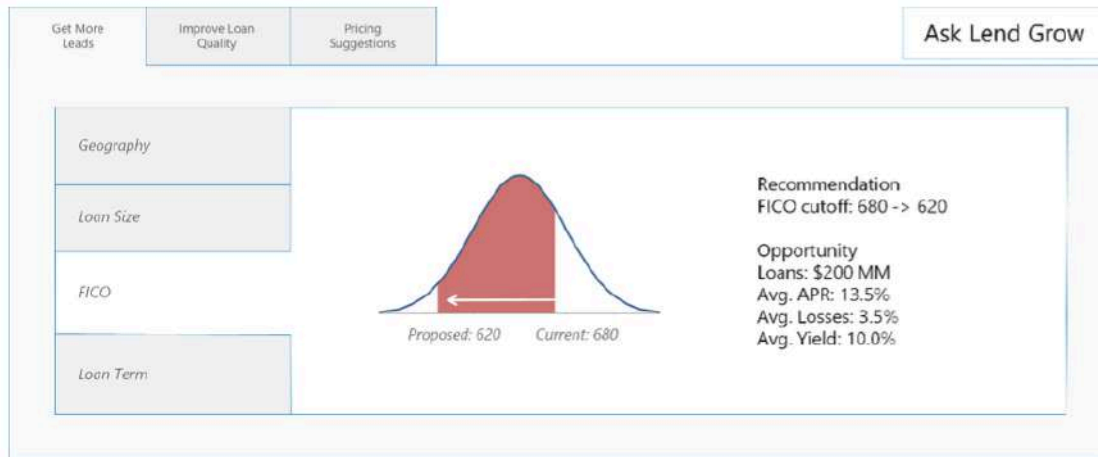 Get More
Leads
Improve Loan
Quality
Pricing
Suggestions
Ask Lend Grow
Geography
Loan Size
FICO
Loan Term
Proposed: 620
Current: 680
Recommendation
FICO cutoff: 680 -> 620
Opportunity
Loans: $200 MM
Avg. APR: 13.5%
Avg. Losses: 3.5%
Avg. Yield: 10.0%